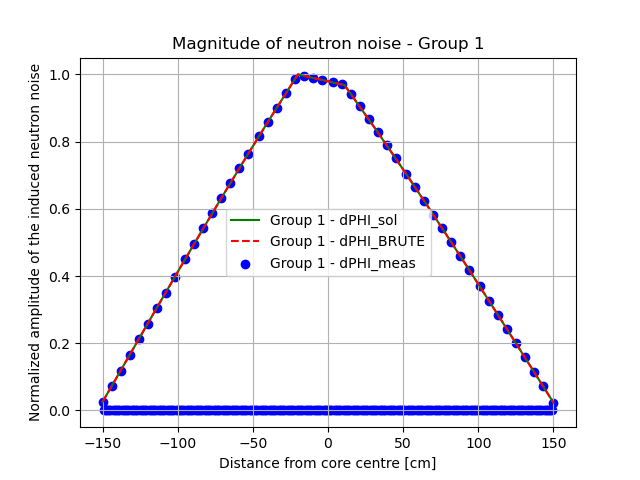 Magnitude of neutron noise - Group 1
Normalized amplitude of the induced neutron noise
1.0
0.8
0.6
0.4
0.2
0.0
Group 1 - dPHI_sol
Group 1 - dPHI_BRUTE
Group 1 - dPHI_meas
−150
−100
−50
0
50
100
150
Distance from core centre [cm]